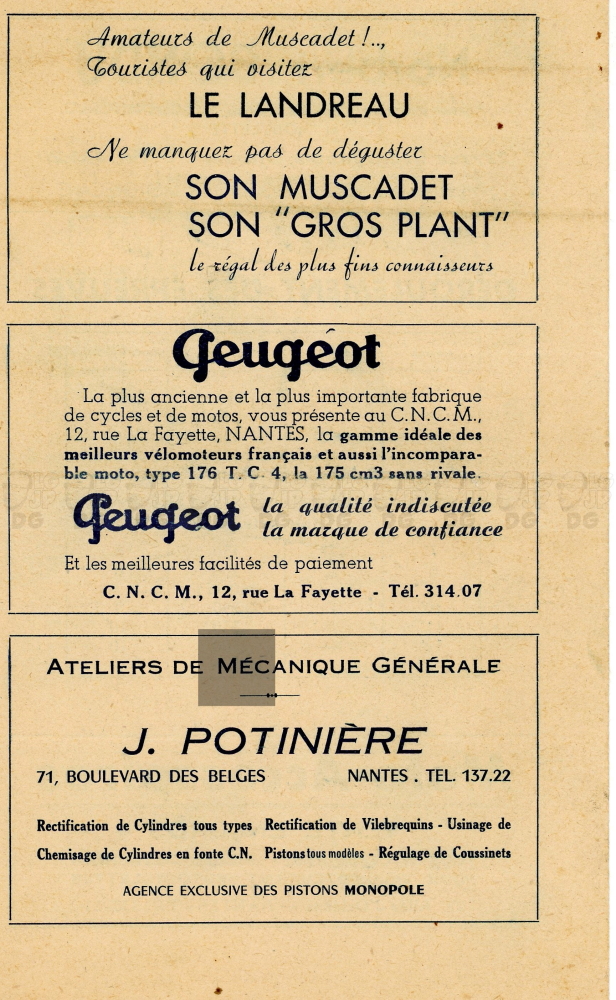 Amateurs de Muscadet !..,
Touristes qui visitez
LE LANDREAU
Ne manquez pas de déguster
SON MUSCADET
SON "GROS PLANT"
le régal des plus fins connaisseurs
Peugeot
La plus ancienne et la plus importante fabrique
de cycles et de motos, vous présente au C.N.C.M.,
12, rue La Fayette, NANTES, la gamme idéale des
meilleurs vélomoteurs français et aussi l'incompara-
ble moto, type 176 T. C. 4, la 175 cm3 sans rivale.
Peugeot la qualité indiscutée
la marque de confiance
Et les meilleures facilités de paiement
C. N. C. M., 12, rue La Fayette - Tél. 314.07
ATELIERS DE MÉCANIQUE GÉNÉRALE
J. POTINIÈRE
71, BOULEVARD DES BELGES NANTES . TEL. 137.22
Rectification de Cylindres tous types Rectification de Vilebrequins - Usinage de
Chemisage de Cylindres en fonte C.N. Pistons tous modèles - Régulage de Coussinets
AGENCE EXCLUSIVE DES PISTONS MONOPOLE